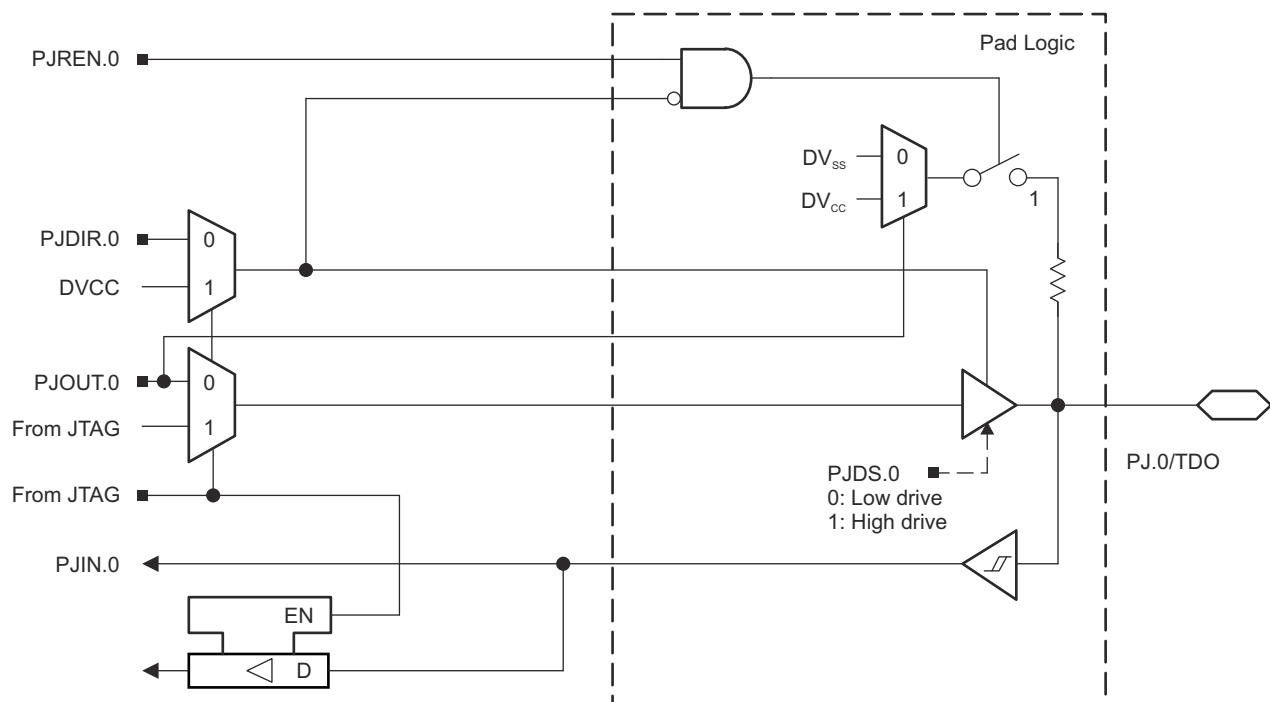 Pad Logic
PJREN.0
DVSS
0
DVCC
1
1
PJDIR.0
0
DVCC
1
PJOUT.0
0
From JTAG
1
PJDS.0
0: Low drive
1: High drive
PJ.0/TDO
From JTAG
PJIN.0
EN
D